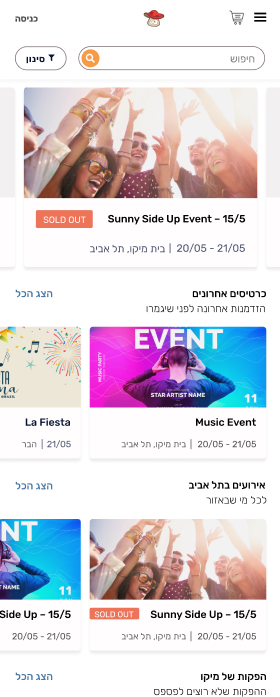 כניסה
סינון
חיפוש
SOLD OUT
Sunny Side Up Event – 15/5
20/05 - 21/05 | בית מיקו, תל אביב
כרטיסים אחרונים
הצג הכל
הזדמנות אחרונה לפני שיגמרו
EVENT
MUSIC PARTY
STAR ARTIST NAME
11
TA
na
BRASIL
Music Event
20/05 - 21/05 | בית מיקו, תל אביב
La Fiesta
21/05 | הבר
אירועים בתל אביב
הצג הכל
לכל מי שבאזור
SOLD OUT
Sunny Side Up – 15/5
20/05 - 21/05 | בית מיקו, תל אביב
ENT
NAME
11
Side Up – 15/5
20/05 - 21/05
הפקות של מיקו
הצג הכל
ההפקות שלא רוצים לפספס